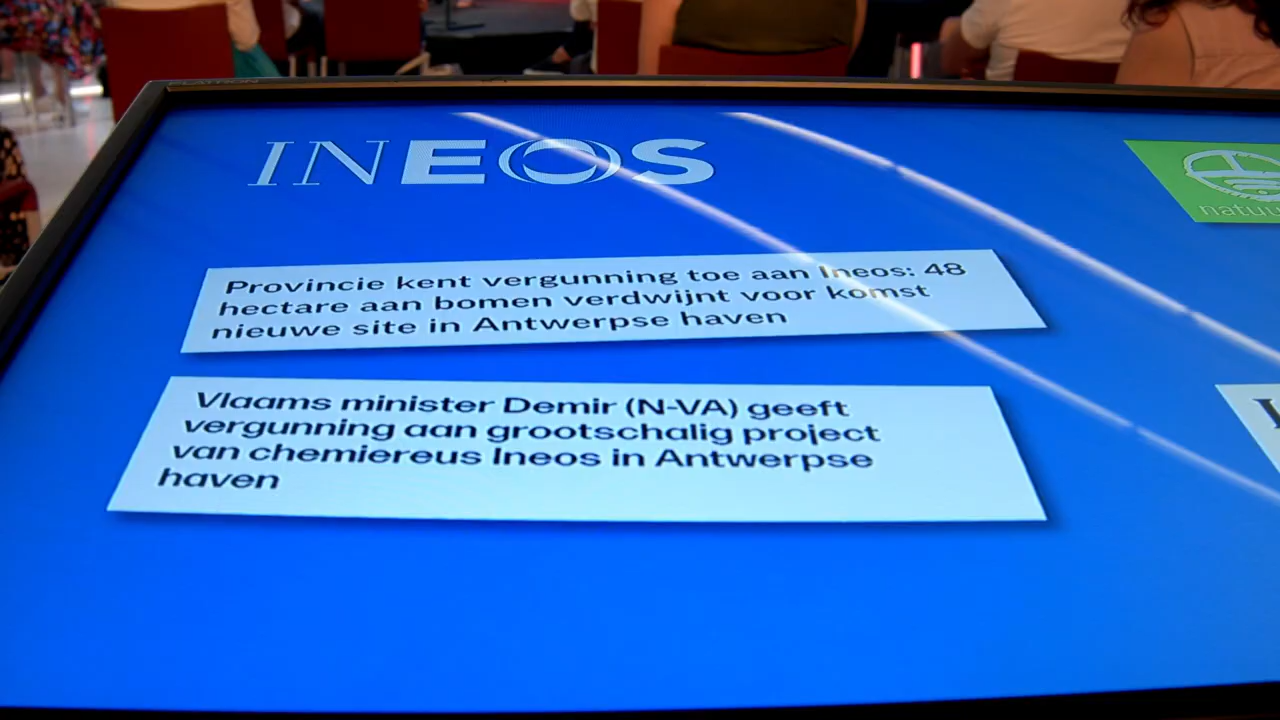 INEOS
Provincie kent vergunning toe aan Ineos: 48
hectare aan bomen verdwijnt voor komst
nieuwe site in Antwerpse haven
Vlaams minister Demir (N-VA) geeft
vergunning aan grootschalig project
van chemiereus Ineos in Antwerpse
haven